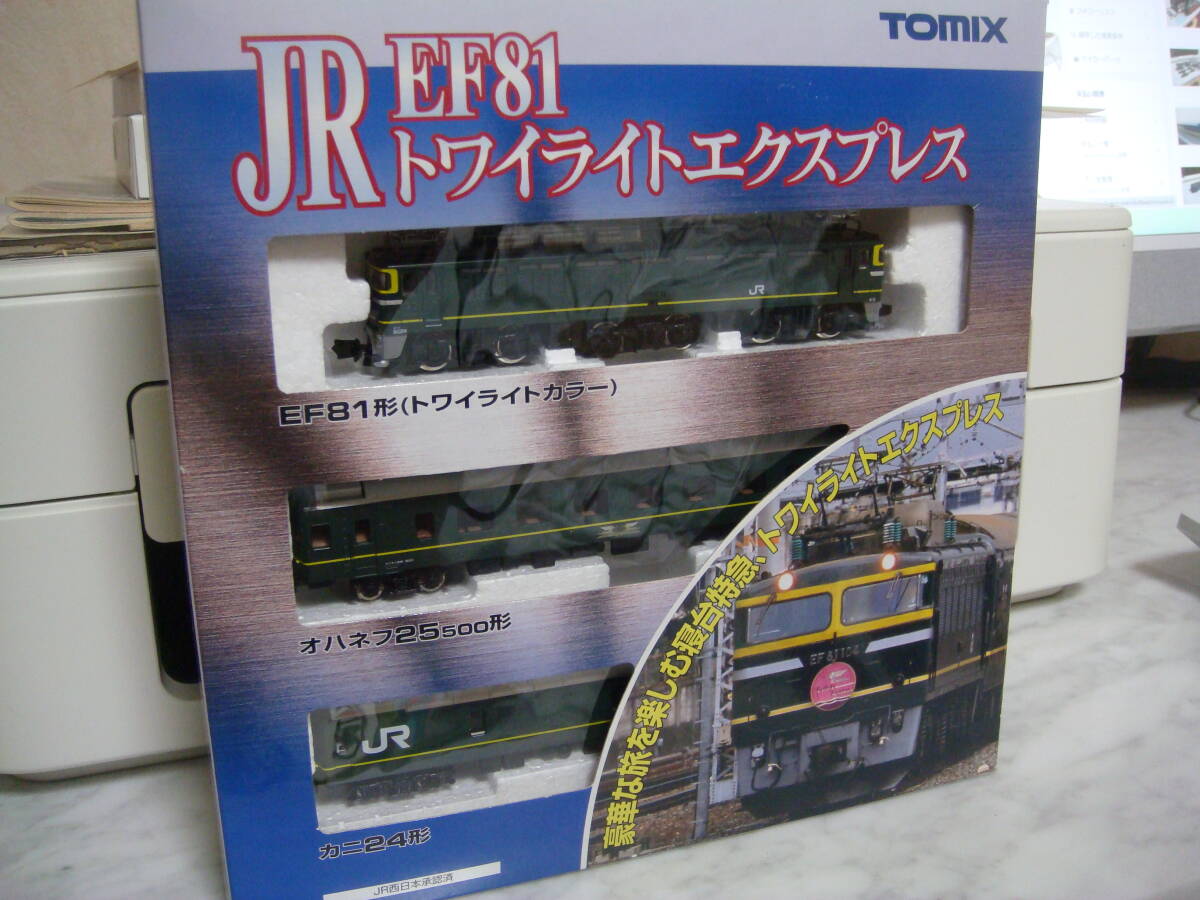 TOMIX
JR EF81
トワイライトエクスプレス
JR
EF81形(トワイライトカラー)
オハネフ25 500形
JR
カニ24形
豪華な旅を楽しむ寝台特急、トワイライトエクスプレス
EF81104
JR西日本承認済